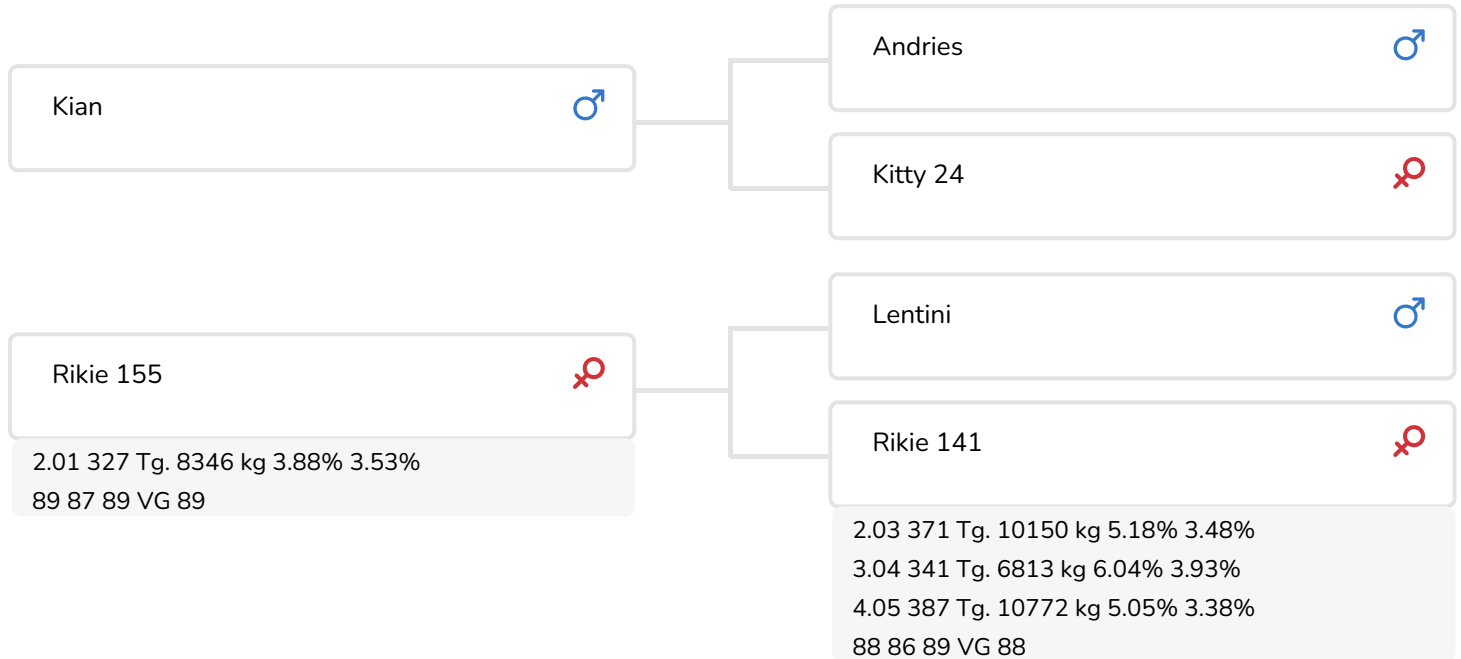 Kian
Andries
Kitty 24
Rikie 155
2.01 327 Tg. 8346 kg 3.88% 3.53%
89 87 89 VG 89
Lentini
Rikie 141
2.03 371 Tg. 10150 kg 5.18% 3.48%
3.04 341 Tg. 6813 kg 6.04% 3.93%
4.05 387 Tg. 10772 kg 5.05% 3.38%
88 86 89 VG 88